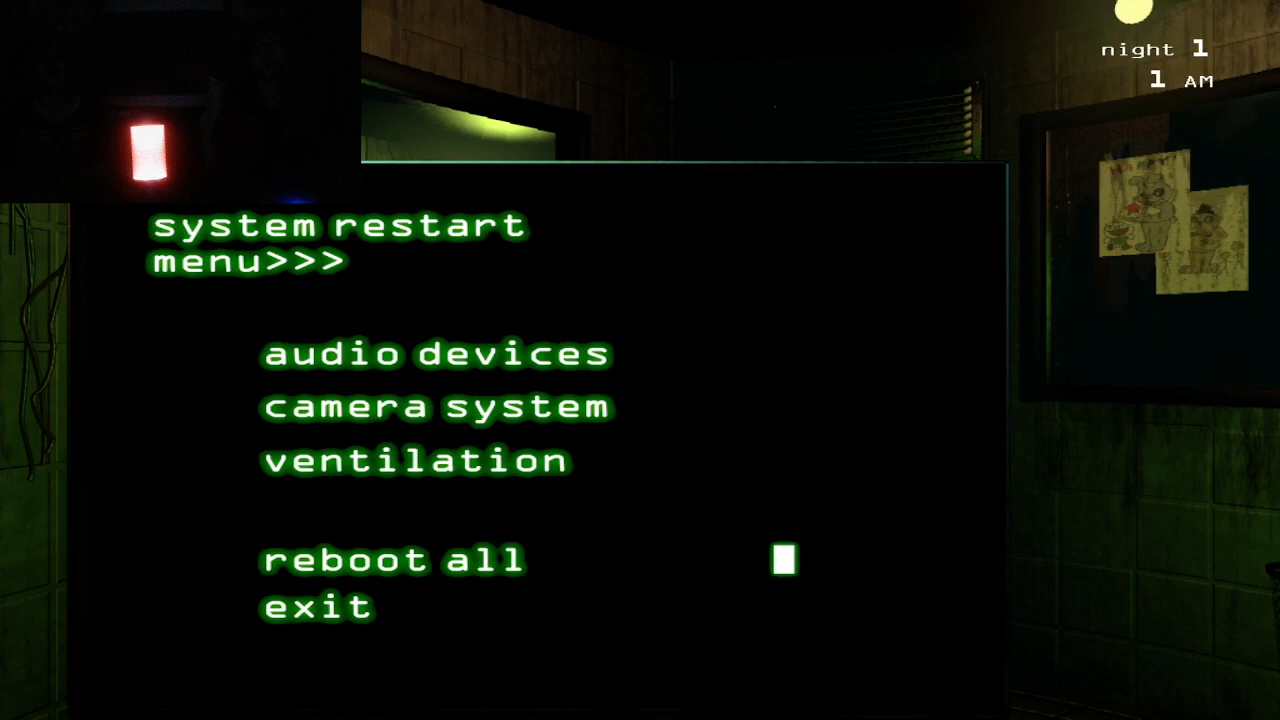 night 1
1 AM
system restart
menu>>>
audio devices
camera system
ventilation
reboot all
exit